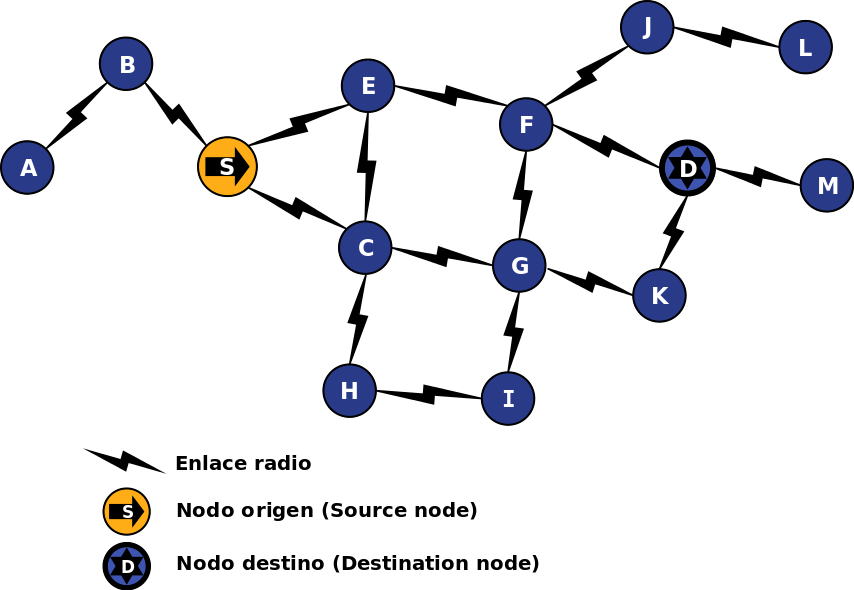 J
L
B
E
F
A
S
D
M
C
G
K
H
I
Enlace radio
S
Nodo origen (Source node)
D
Nodo destino (Destination node)